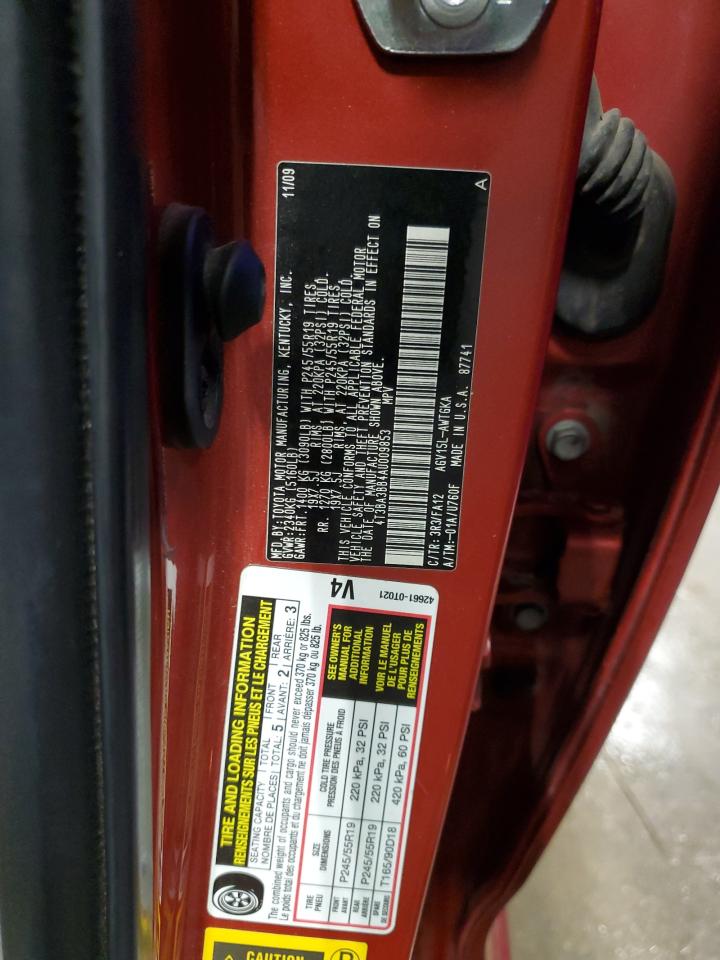 MFD.BY:TOYOTA MOTOR MANUFACTURING, KENTUCKY, INC. 11/09
GVWR:2340KG (5160LB)
GAWR:FRT.1400 KG (3090LB) WITH P245/55R19 TIRES,
19X7 SJ RIMS, AT 220KPA (32PSI) COLD.
RR. 1270 KG (2800LB) WITH P245/55R19 TIRES,
19X7 SJ RIMS, AT 220KPA (32PSI) COLD.
THIS VEHICLE CONFORMS TO ALL APPLICABLE FEDERAL MOTOR
VEHICLE SAFETY AND THEFT PREVENTION STANDARDS IN EFFECT ON
THE DATE OF MANUFACTURE SHOWN ABOVE.
4T3BA3BB4AU009853 MPV
C/TR: 3R3/FA12 AGV15L-AWTGKA
A/TM:-01A/U760F MADE IN U.S.A. 87741 A
TIRE AND LOADING INFORMATION
RENSEIGNEMENTS SUR LES PNEUS ET LE CHARGEMENT
V4
42661-0T021
SEATING CAPACITY TOTAL FRONT REAR
NOMBRE DE PLACES TOTAL: 5 AVANT: 2 ARRIÈRE: 3
The combined weight of occupants and cargo should never exceed 370 kg or 825 lbs.
Le poids total des occupants et du chargement ne doit jamais dépasser 370 kg ou 825 lb.
TIRE
PNEU
SIZE
DIMENSIONS
COLD TIRE PRESSURE
PRESSION DES PNEUS À FROID
FRONT
AVANT
P245/55R19
220 kPa, 32 PSI
REAR
ARRIÈRE
P245/55R19
220 kPa, 32 PSI
SPARE
DE SECOURS
T165/90D18
420 kPa, 60 PSI
SEE OWNER'S
MANUAL FOR
ADDITIONAL
INFORMATION
VOIR LE MANUEL
DE L'USAGER
POUR PLUS DE
RENSEIGNEMENTS
CAUTION